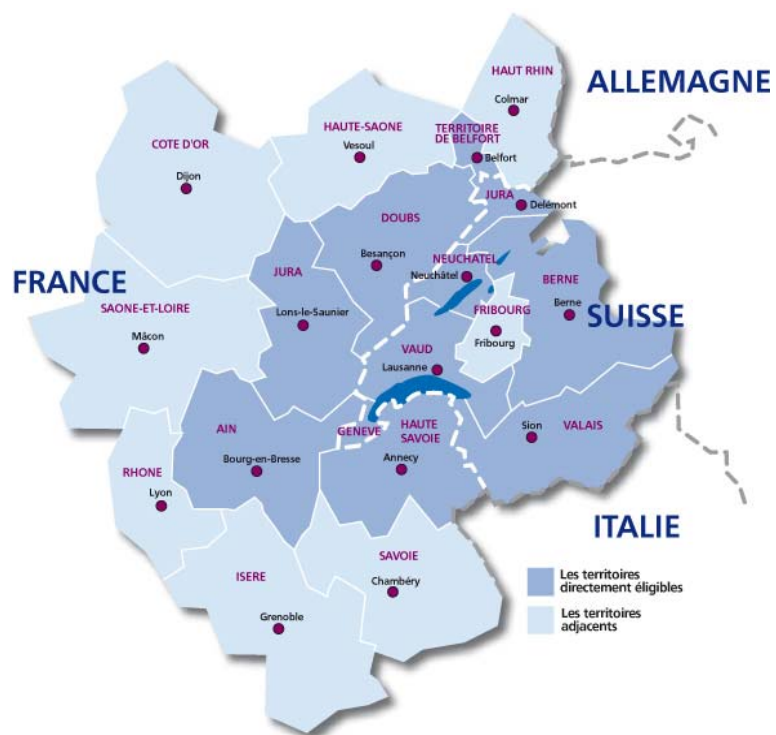 HAUT RHIN
Colmar
ALLEMAGNE
HAUTE-SAONE
Vesoul
TERRITOIRE
DE BELFORT
Belfort
COTE D'OR
Dijon
JURA
Delémont
DOUBS
Besançon
NEUCHATEL
Neuchâtel
BERNE
Berne
FRANCE
JURA
Lons-le-Saunier
SAONE-ET-LOIRE
Mâcon
FRIBOURG
Fribourg
SUISSE
VAUD
Lausanne
AIN
Bourg-en-Bresse
GENEVE
HAUTE
SAVOIE
Annecy
Sion
VALAIS
RHONE
Lyon
ITALIE
ISERE
Grenoble
SAVOIE
Chambéry
Les territoires
directement éligibles
Les territoires
adjacents